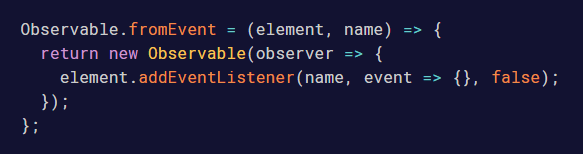 Observable.fromEvent = (element, name) => {
  return new Observable(observer => {
    element.addEventListener(name, event => {}, false);
  });
};